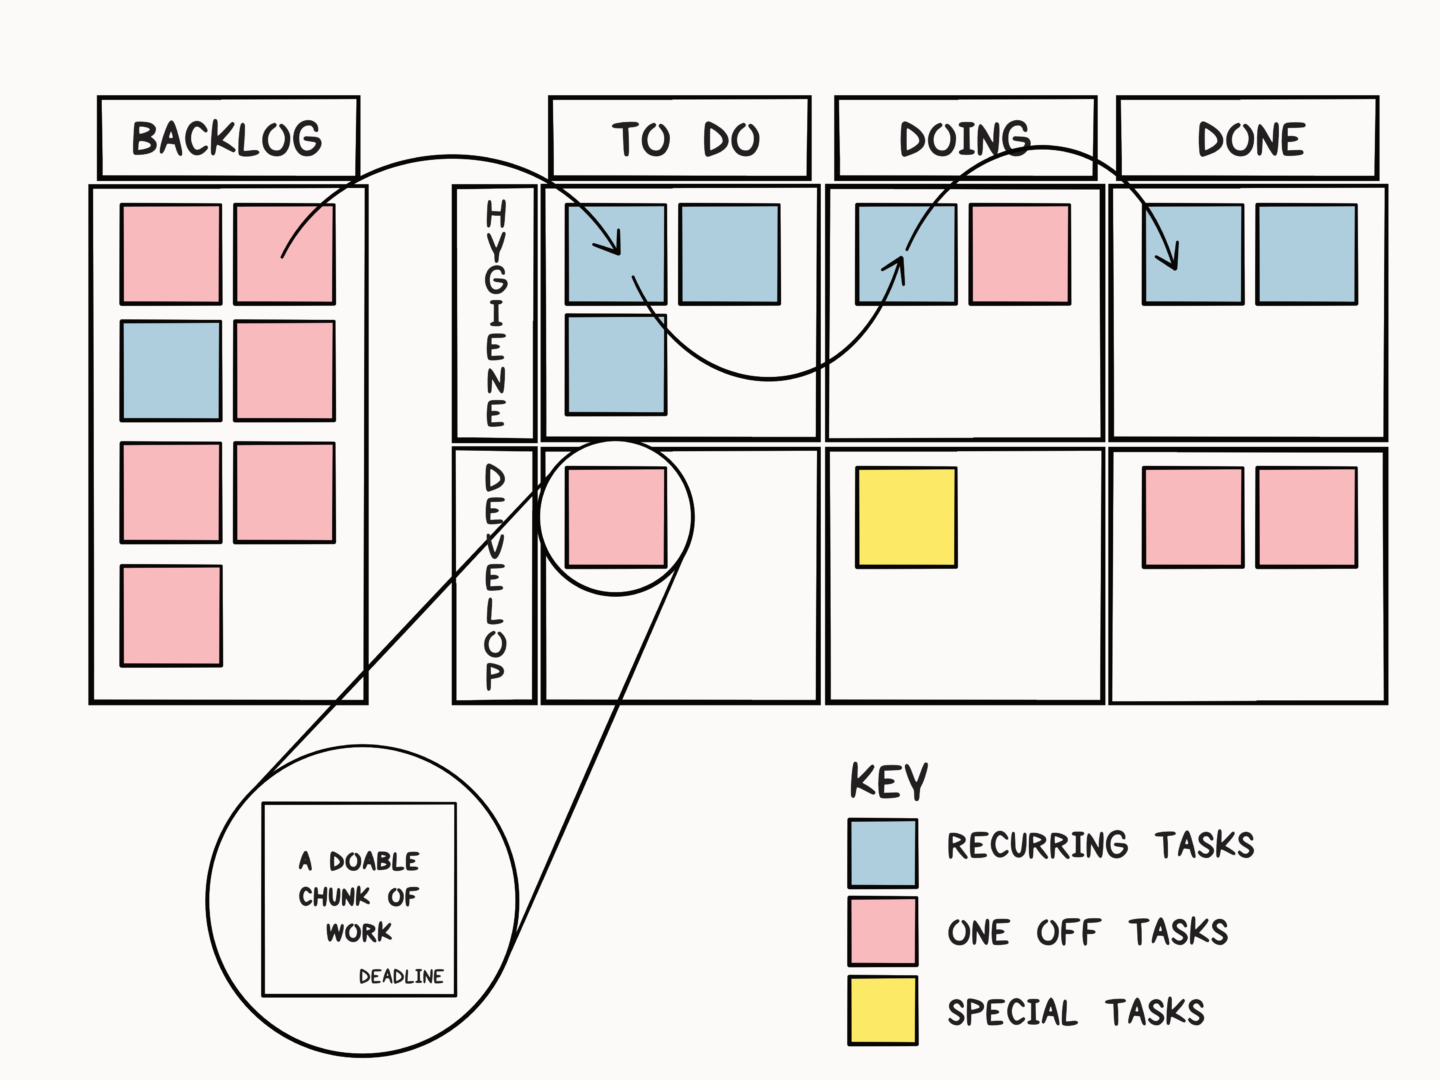 BACKLOG
TO DO
DOING
DONE
HYGIENE
DEVELOP
A DOABLE
CHUNK OF
WORK
DEADLINE
KEY
RECURRING TASKS
ONE OFF TASKS
SPECIAL TASKS